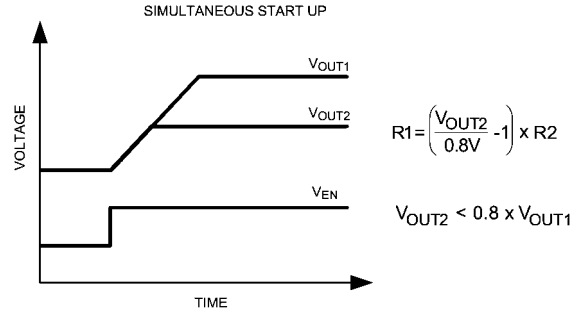 SIMULTANEOUS START UP
VOLTAGE
VOUT1
VOUT2
VEN
TIME
R1=(VOUT2/0.8V -1) x R2
VOUT2 < 0.8 x VOUT1